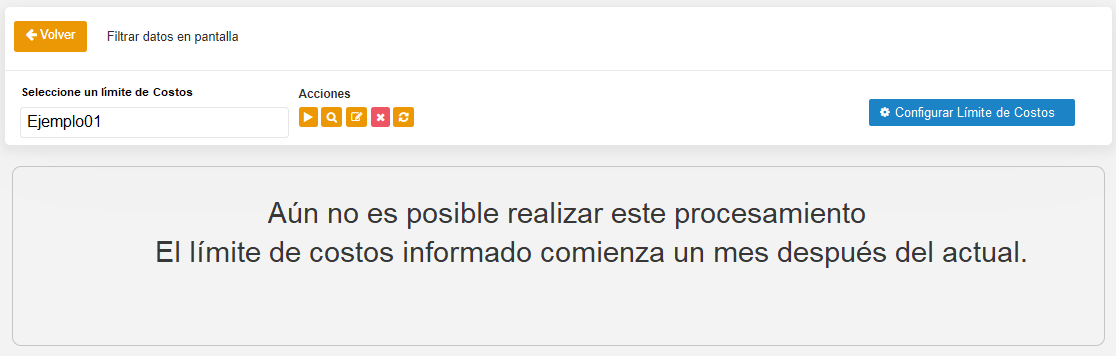 Volver
Filtrar datos en pantalla
Seleccione un límite de Costos
Acciones
Ejemplo01
Configurar Límite de Costos
Aún no es posible realizar este procesamiento
El límite de costos informado comienza un mes después del actual.